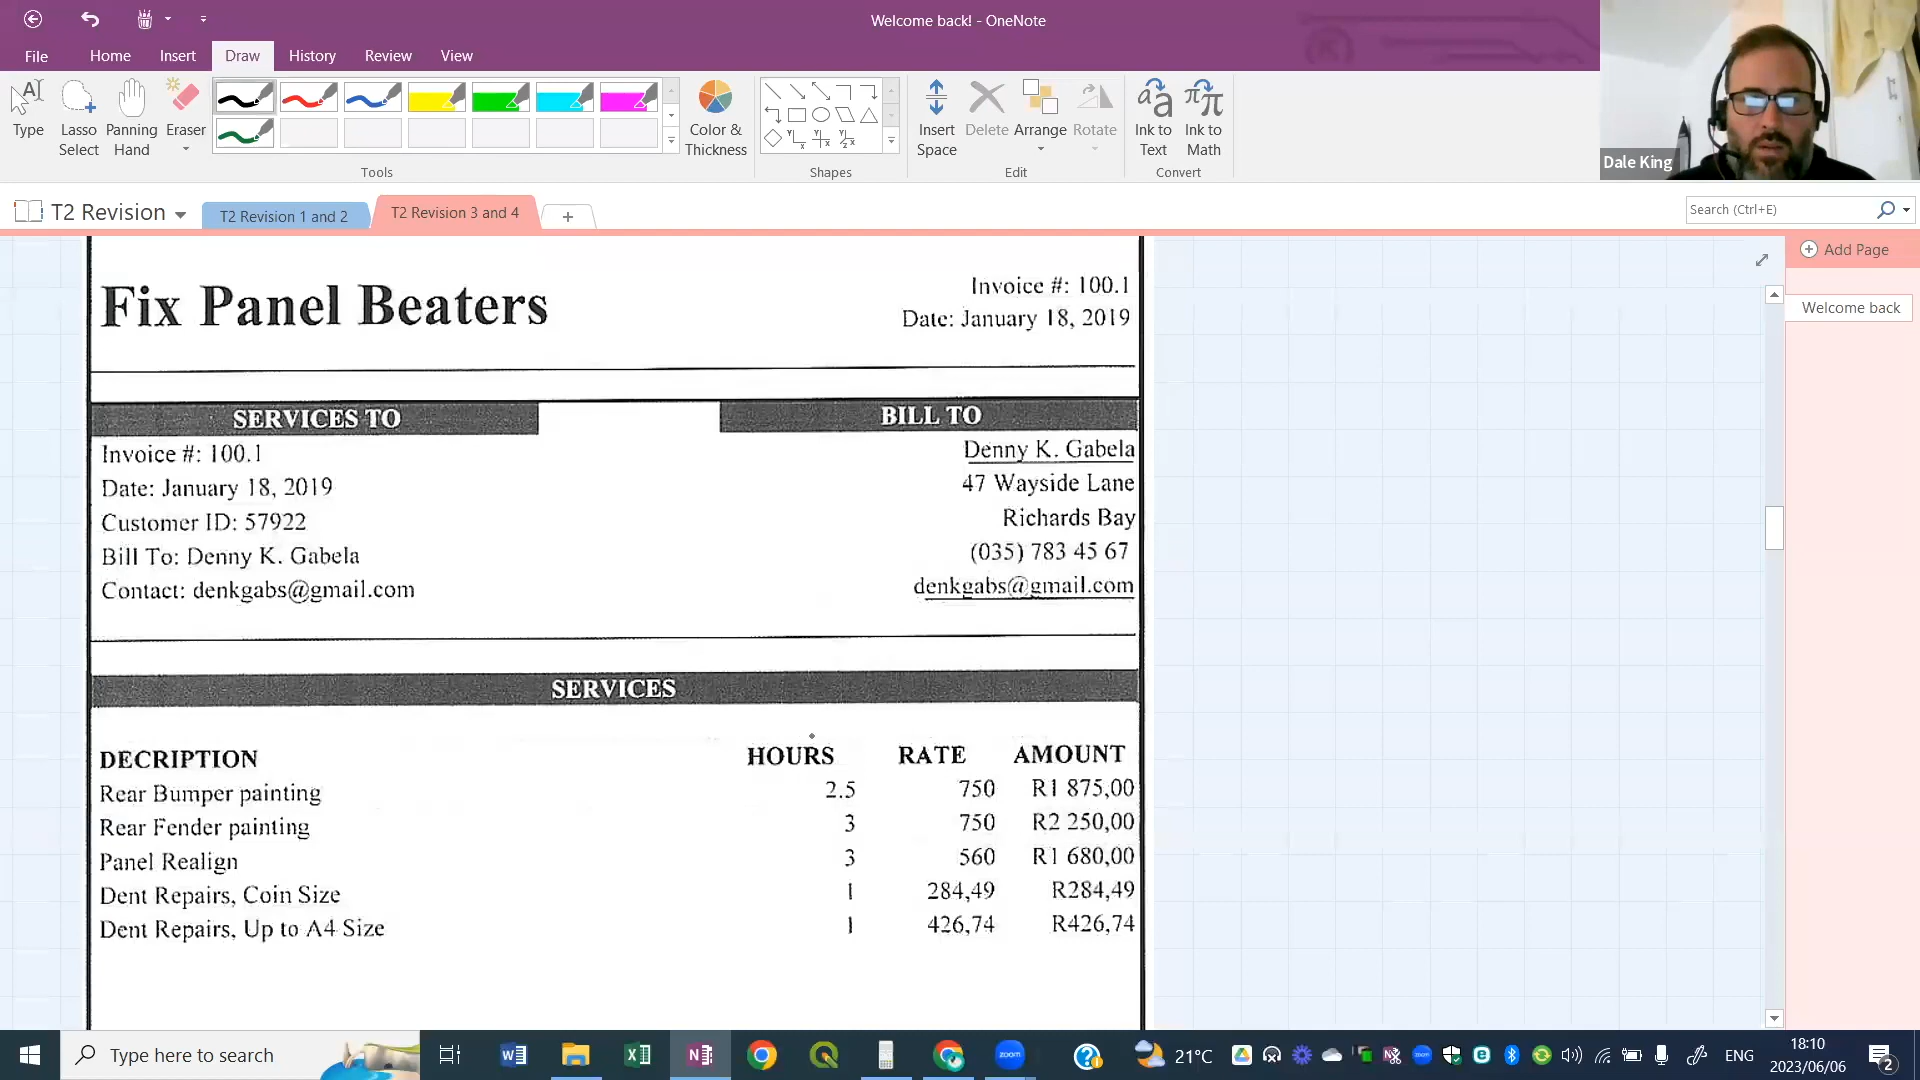 Welcome back! - OneNote
File Home Insert Draw History Review View
Type
Lasso Select
Panning Hand
Eraser
Color & Thickness
Insert Space
Delete
Arrange
Rotate
Ink to Text
Ink to Math
Tools Shapes Edit Convert
Dale King
T2 Revision T2 Revision 1 and 2 T2 Revision 3 and 4
Search (Ctrl+E)
Add Page
Welcome back
Fix Panel Beaters
Invoice #: 100.1
Date: January 18, 2019
SERVICES TO
Invoice #: 100.1
Date: January 18, 2019
Customer ID: 57922
Bill To: Denny K. Gabela
Contact: denkgabs@gmail.com
BILL TO
Denny K. Gabela
47 Wayside Lane
Richards Bay
(035) 783 45 67
denkgabs@gmail.com
SERVICES
DECRIPTION HOURS RATE AMOUNT
Rear Bumper painting 2.5 750 R1 875,00
Rear Fender painting 3 750 R2 250,00
Panel Realign 3 560 R1 680,00
Dent Repairs, Coin Size 1 284,49 R284,49
Dent Repairs, Up to A4 Size 1 426,74 R426,74
Type here to search
zoom
21°C
ENG
18:10
2023/06/06
2